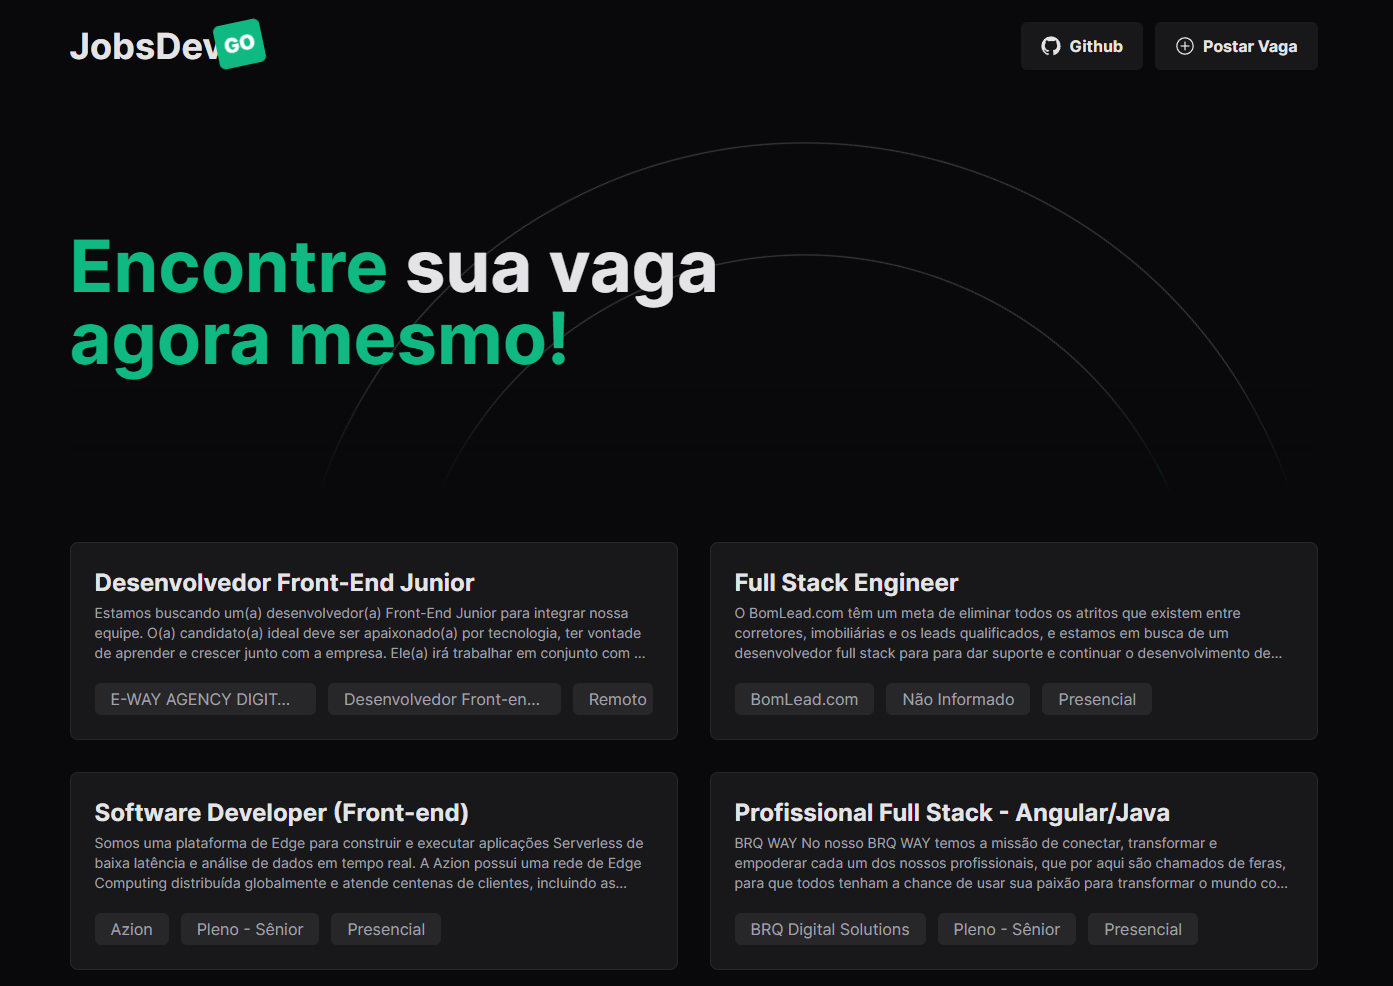 JobsDev GO
Github
Postar Vaga
Encontre sua vaga
agora mesmo!
Desenvolvedor Front-End Junior
Estamos buscando um(a) desenvolvedor(a) Front-End Junior para integrar nossa
equipe. O(a) candidato(a) ideal deve ser apaixonado(a) por tecnologia, ter vontade
de aprender e crescer junto com a empresa. Ele(a) irá trabalhar em conjunto com ...
E-WAY AGENCY DIGIT...
Desenvolvedor Front-en...
Remoto
Full Stack Engineer
O BomLead.com têm um meta de eliminar todos os atritos que existem entre
corretores, imobiliárias e os leads qualificados, e estamos em busca de um
desenvolvedor full stack para para dar suporte e continuar o desenvolvimento de...
BomLead.com
Não Informado
Presencial
Software Developer (Front-end)
Somos uma plataforma de Edge para construir e executar aplicações Serverless de
baixa latência e análise de dados em tempo real. A Azion possui uma rede de Edge
Computing distribuída globalmente e atende centenas de clientes, incluindo as...
Azion
Pleno - Sênior
Presencial
Profissional Full Stack - Angular/Java
BRQ WAY No nosso BRQ WAY temos a missão de conectar, transformar e
empoderar cada um dos nossos profissionais, que por aqui são chamados de feras,
para que todos tenham a chance de usar sua paixão para transformar o mundo co...
BRQ Digital Solutions
Pleno - Sênior
Presencial